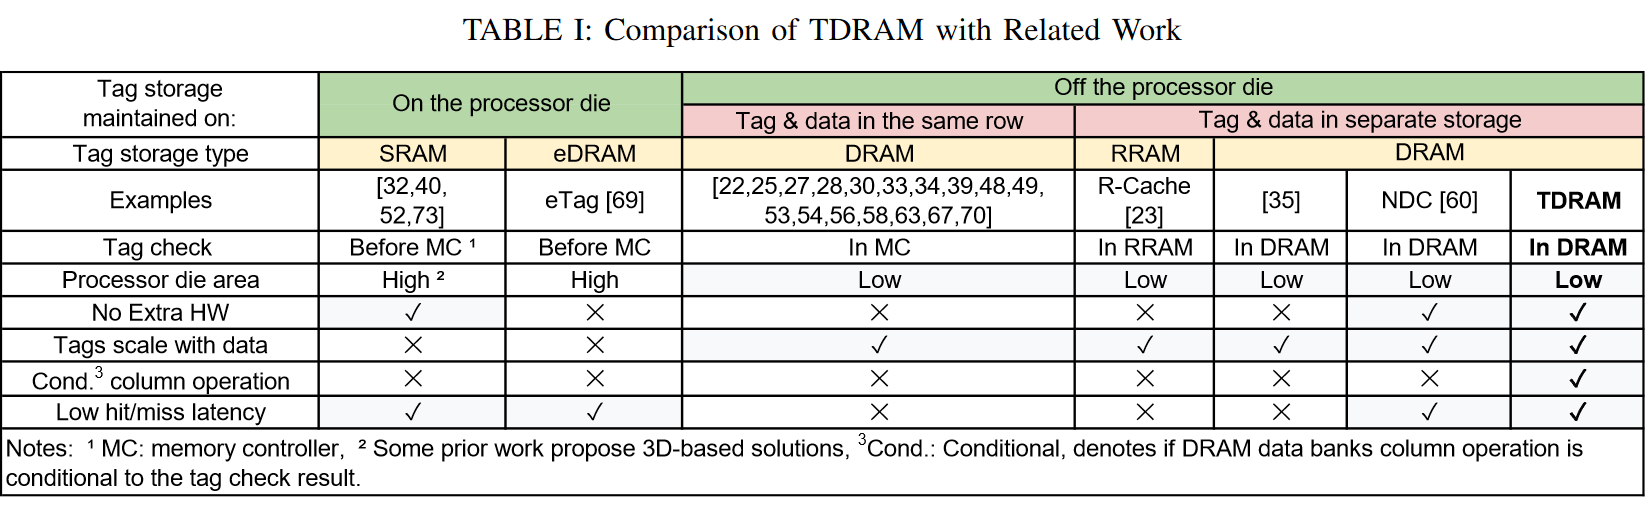 TABLE I: Comparison of TDRAM with Related Work
Tag storage maintained on: On the processor die Off the processor die
Tag & data in the same row Tag & data in separate storage
Tag storage type SRAM eDRAM DRAM RRAM DRAM
Examples [32,40, 52,73] eTag [69] [22,25,27,28,30,33,34,39,48,49, 53,54,56,58,63,67,70] R-Cache [23] [35] NDC [60] TDRAM
Tag check Before MC ¹ Before MC In MC In RRAM In DRAM In DRAM In DRAM
Processor die area High ² High Low Low Low Low Low
No Extra HW ✓ ✕ ✕ ✕ ✕ ✓ ✓
Tags scale with data ✕ ✕ ✓ ✓ ✓ ✓ ✓
Cond.³ column operation ✕ ✕ ✕ ✕ ✕ ✕ ✓
Low hit/miss latency ✓ ✓ ✕ ✕ ✕ ✓ ✓
Notes: ¹ MC: memory controller, ² Some prior work propose 3D-based solutions, ³Cond.: Conditional, denotes if DRAM data banks column operation is
conditional to the tag check result.